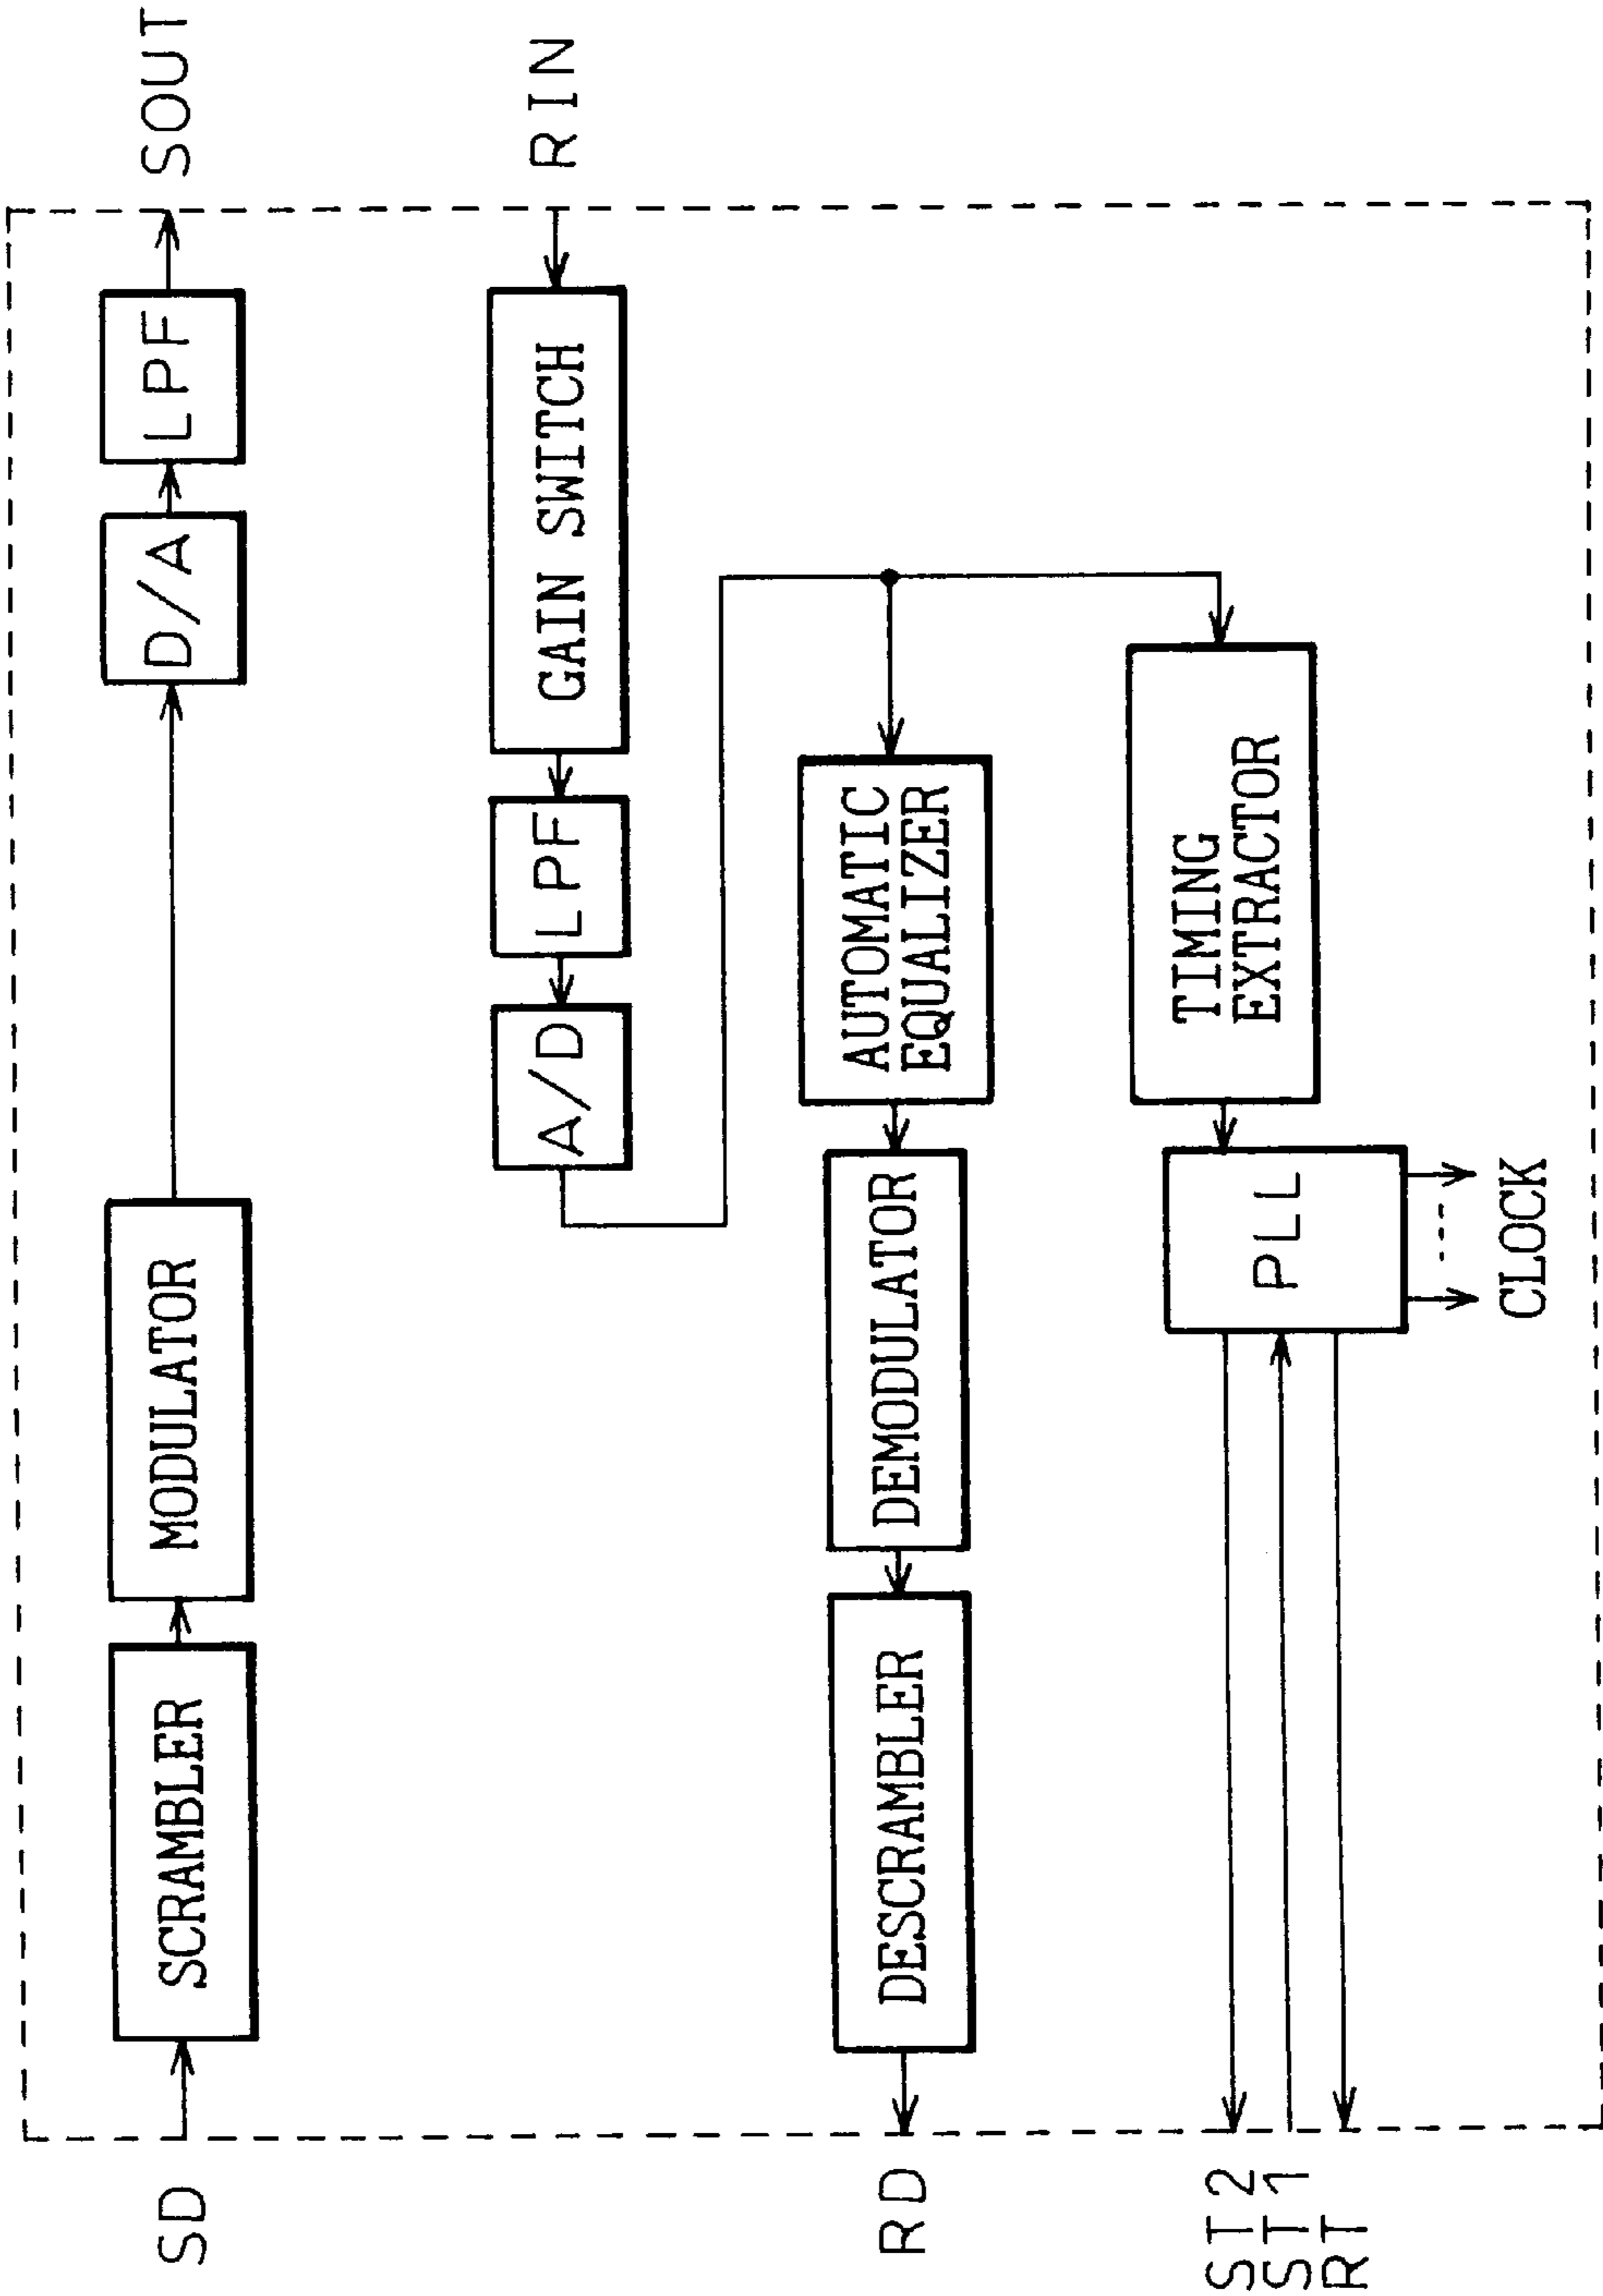 SD
SCRAMBLER
MODULATOR
D/A
LPF
SOUT
RIN
GAIN SWITCH
LPF
A/D
AUTOMATIC
EQUALIZER
DEMODULATOR
DESCRAMBLER
RD
TIMING
EXTRACTOR
PLL
CLOCK
ST2
ST1
RT